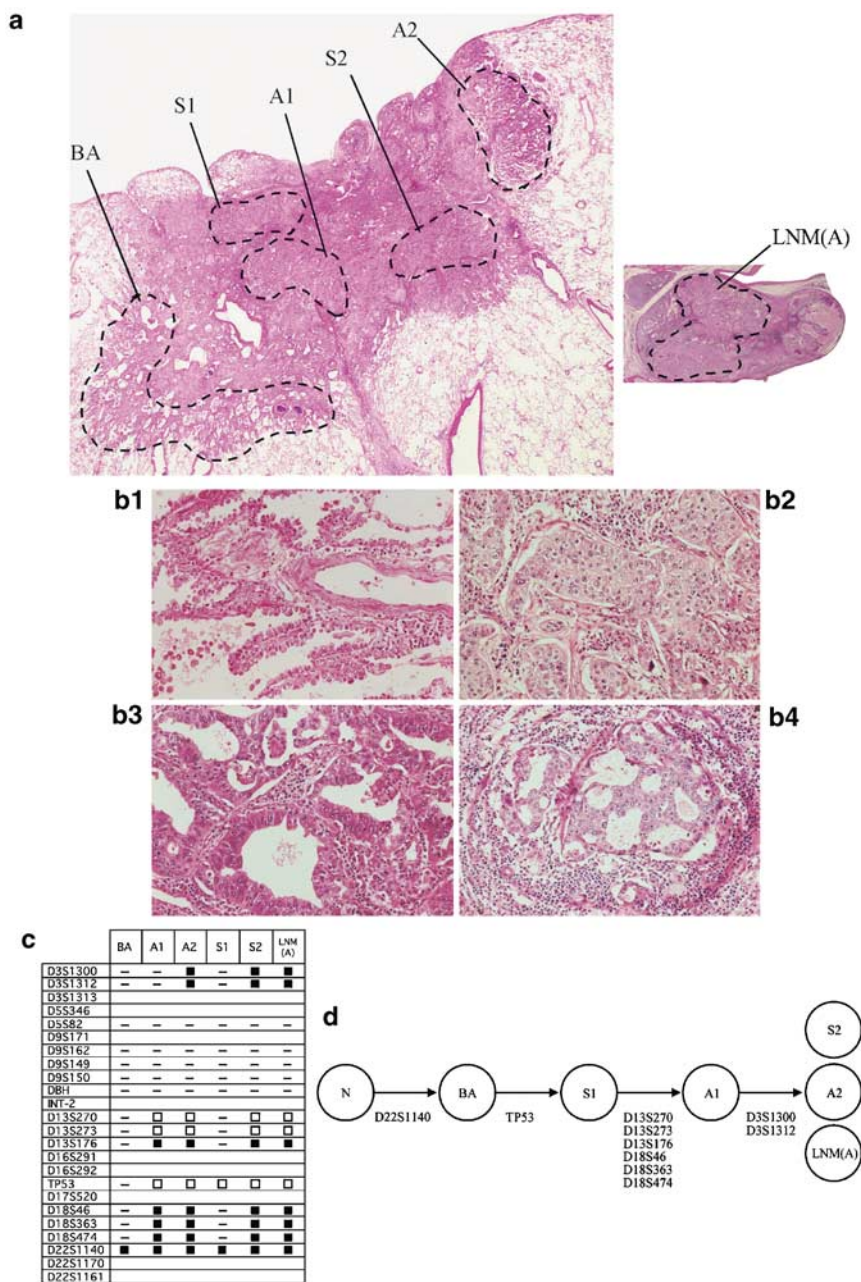 a
A2
S2
A1
S1
BA
LNM(A)
b1
b2
b3
b4
c
BA A1 A2 S1 S2 LNM (A)
D3S1300 – – ■ – ■ ■
D3S1312 – – ■ – ■ ■
D3S1313
D5S346
D5S82 – – – – – –
D9S171
D9S162 – – – – – –
D9S149 – – – – – –
D9S150 – – – – – –
DBH – – – – – –
INT-2
D13S270 – □ □ – □ □
D13S273 – □ □ – □ □
D13S176 – ■ ■ – ■ ■
D16S291
D16S292
TP53 – □ □ □ □ □
D17S520
D18S46 – ■ ■ – ■ ■
D18S363 – ■ ■ – ■ ■
D18S474 – ■ ■ – ■ ■
D22S1140 ■ ■ ■ ■ ■ ■
D22S1170
D22S1161
d
S2
N BA S1 A1 A2
D22S1140 TP53 D13S270 D3S1300
D13S273 D3S1312
D13S176
D18S46
D18S363
D18S474
LNM(A)